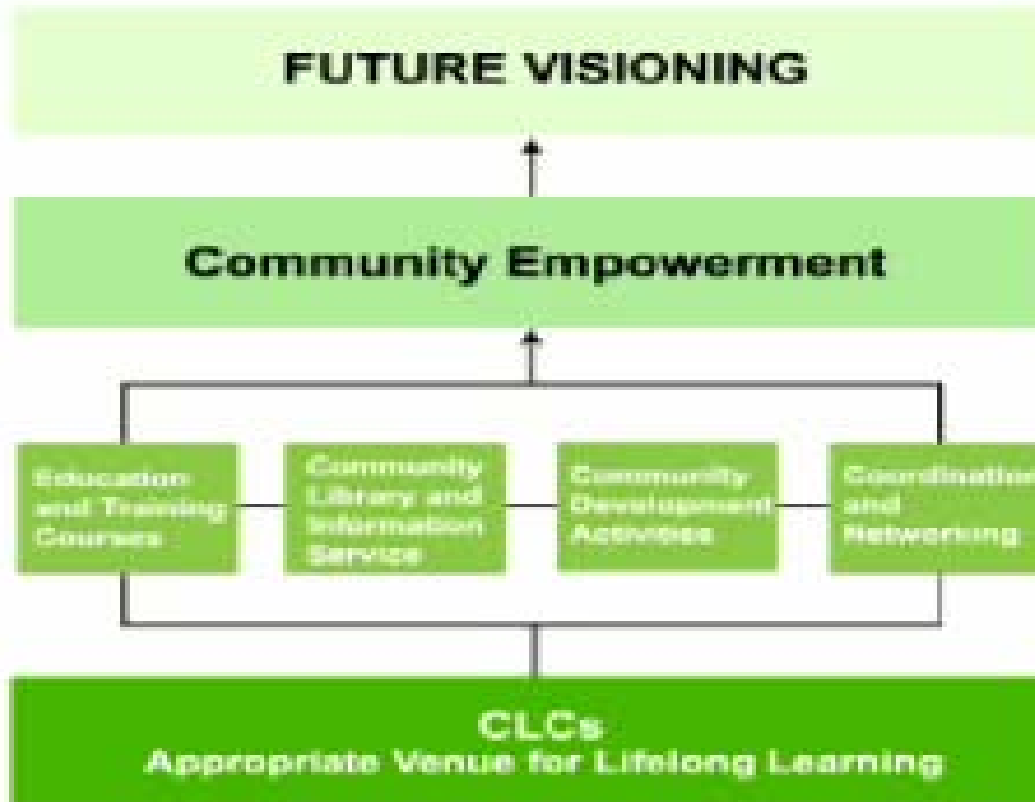 FUTURE VISIONING
Community Empowerment
Education
and Training
Courses
Community
Library and
Information
Service
Community
Development
Activities
Coordination
and
Networking
CLCs
Appropriate Venue for Lifelong Learning